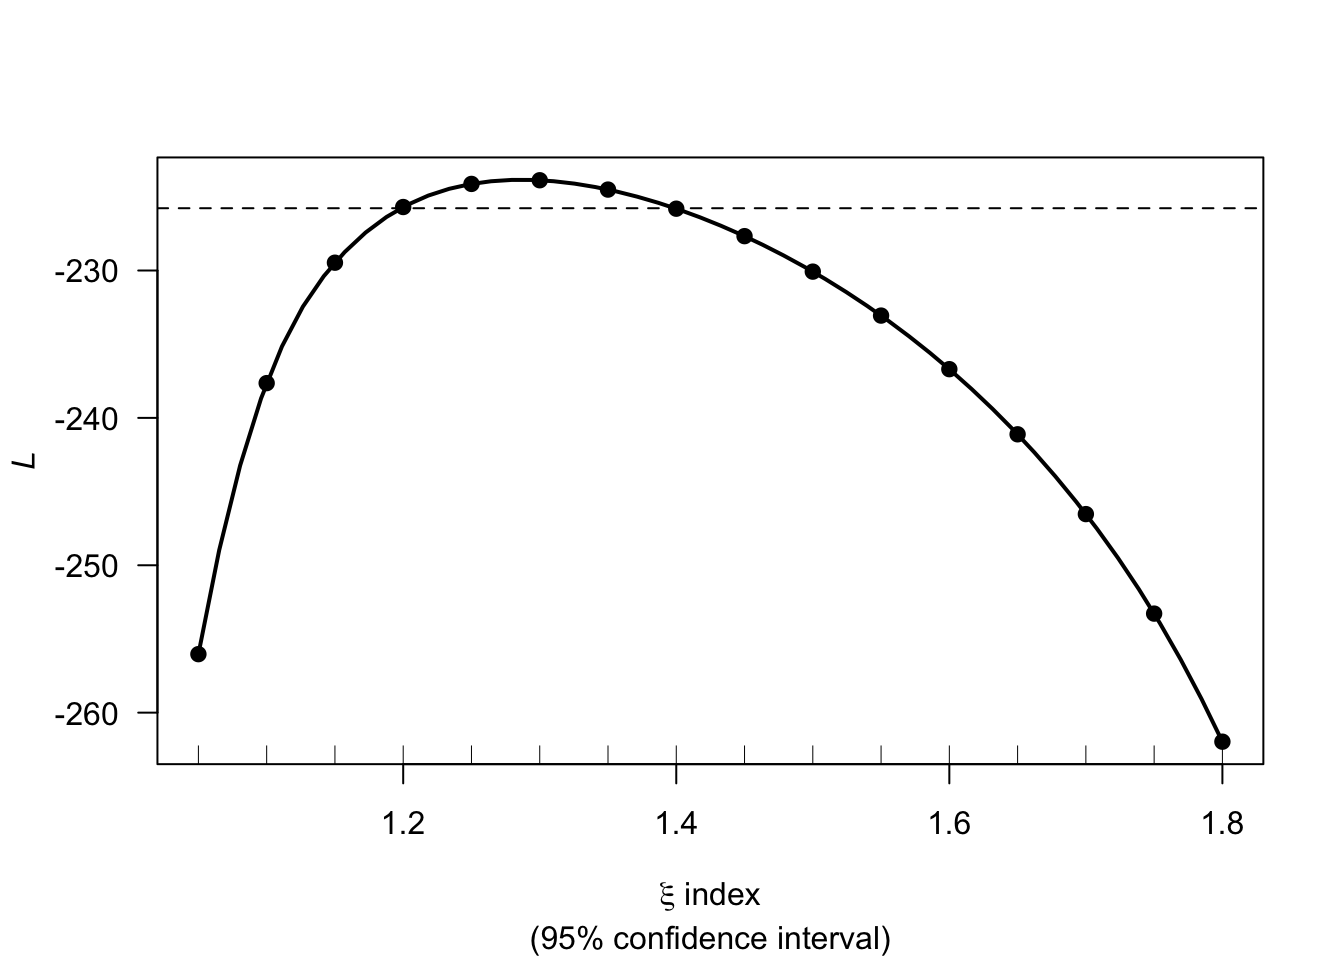 L
-230
-240
-250
-260
1.2 1.4 1.6 1.8
ξ index
(95% confidence interval)